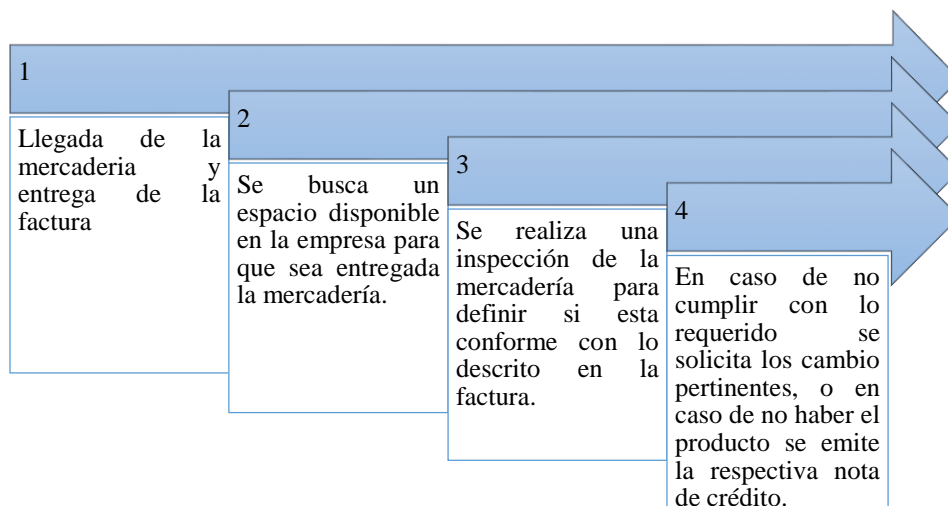 1
Llegada de la
mercaderia y
entrega de la
factura
2
Se busca un
espacio disponible
en la empresa para
que sea entregada
la mercadería.
3
Se realiza una
inspección de la
mercadería para
definir si esta
conforme con lo
descrito en la
factura.
4
En caso de no
cumplir con lo
requerido se
solicita los cambio
pertinentes, o en
caso de no haber el
producto se emite
la respectiva nota
de crédito.